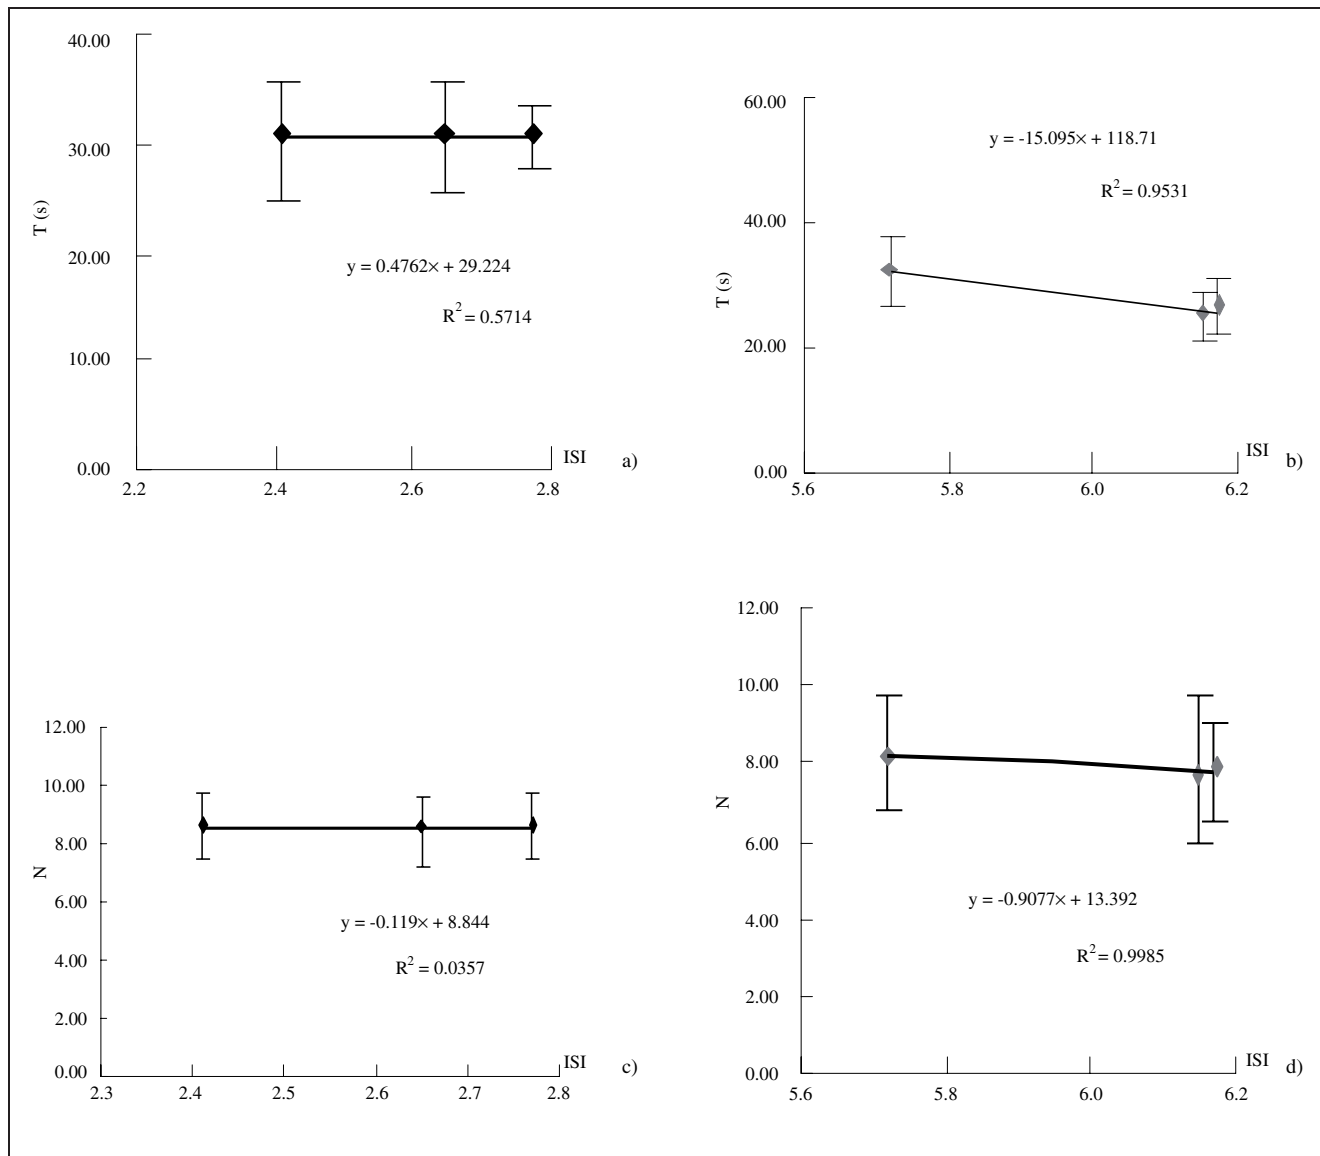 40.00
30.00
20.00
10.00
0.00
T (s)
y = 0.4762× + 29.224
R² = 0.5714
2.2 2.4 2.6 2.8
ISI
a)
60.00
40.00
20.00
0.00
T (s)
y = -15.095× + 118.71
R² = 0.9531
5.6 5.8 6.0 6.2
ISI
b)
12.00
10.00
8.00
6.00
4.00
2.00
0.00
N
y = -0.119× + 8.844
R² = 0.0357
2.3 2.4 2.5 2.6 2.7 2.8
ISI
c)
12.00
10.00
8.00
6.00
4.00
2.00
0.00
N
y = -0.9077× + 13.392
R² = 0.9985
5.6 5.8 6.0 6.2
ISI
d)